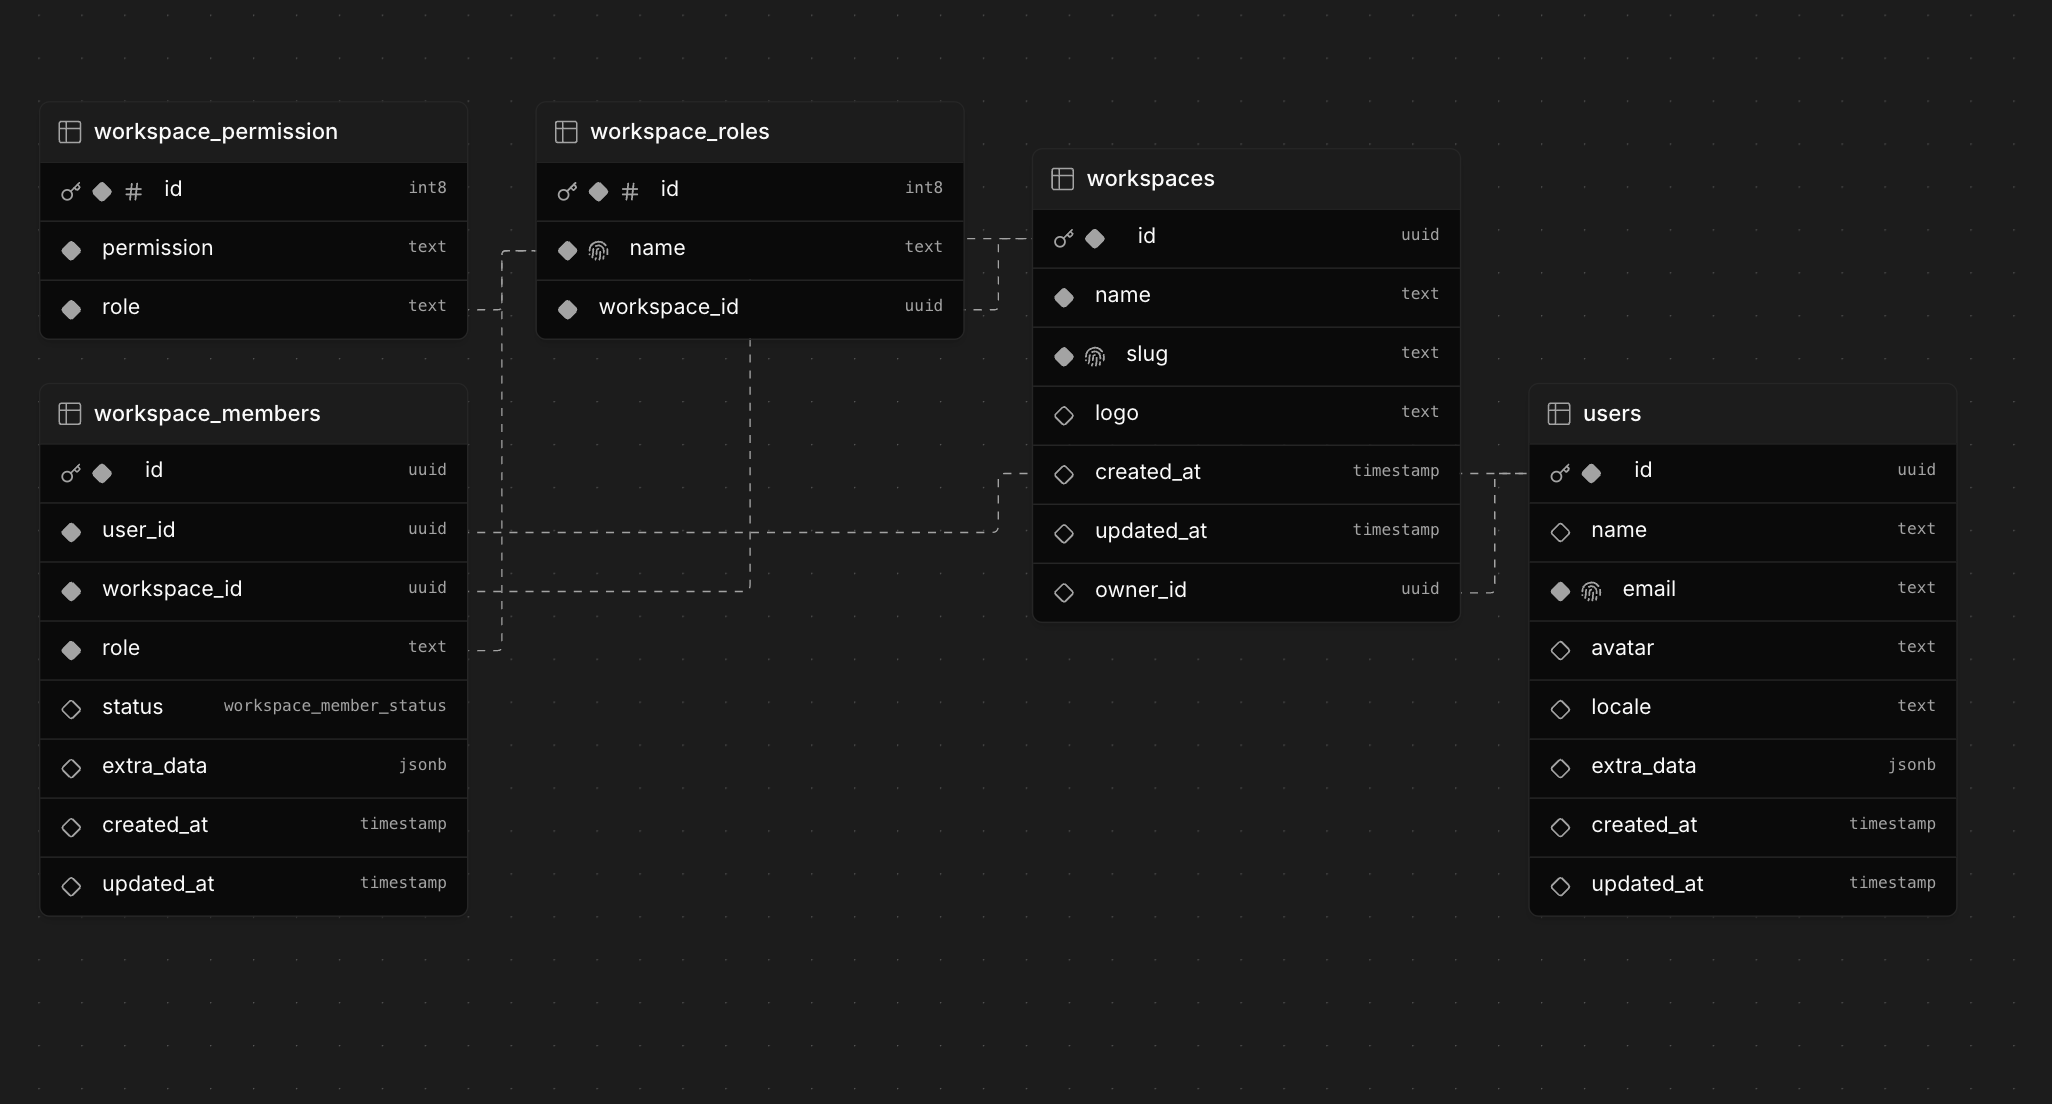 workspace_permission
# id int8
permission text
role text
workspace_roles
# id int8
name text
workspace_id uuid
workspaces
id uuid
name text
slug text
logo text
created_at timestamp
updated_at timestamp
owner_id uuid
workspace_members
id uuid
user_id uuid
workspace_id uuid
role text
status workspace_member_status
extra_data jsonb
created_at timestamp
updated_at timestamp
users
id uuid
name text
email text
avatar text
locale text
extra_data jsonb
created_at timestamp
updated_at timestamp